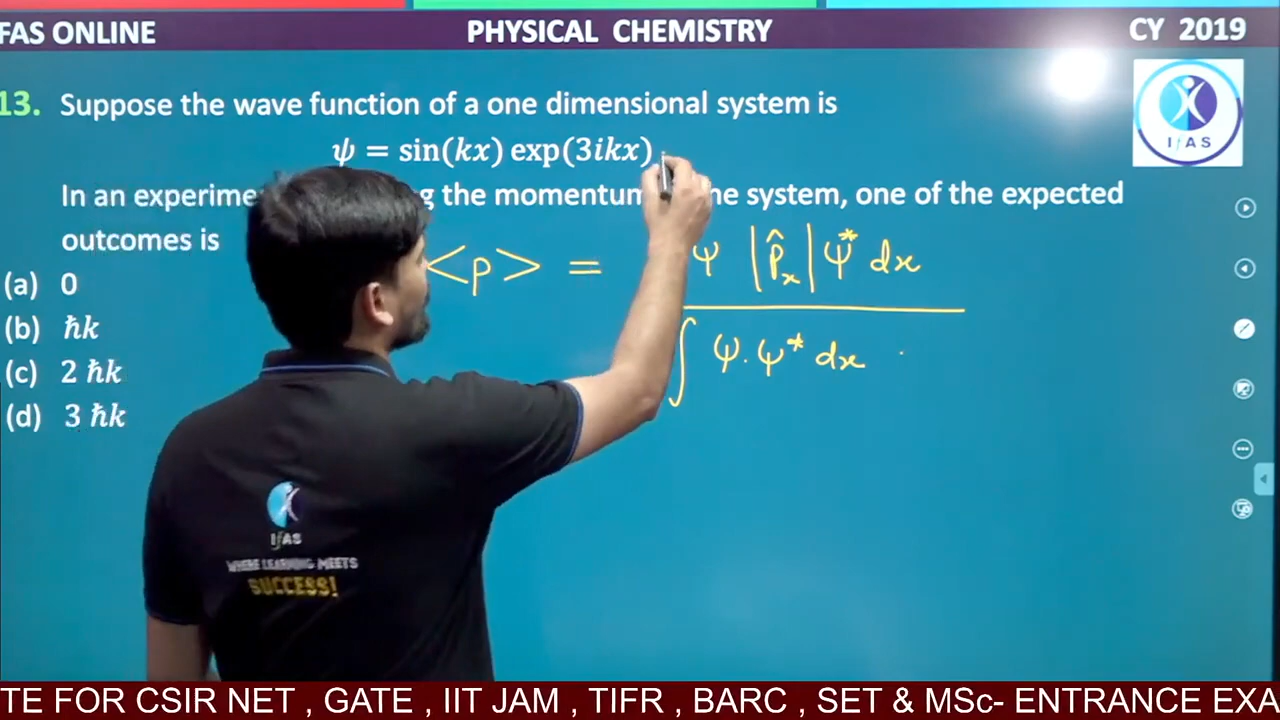 FAS ONLINE
PHYSICAL CHEMISTRY
CY 2019
13. Suppose the wave function of a one dimensional system is
ψ = sin(kx) exp(3ikx)
In an the momentum system, one of the expected
outcomes is
(a) 0
(b) ħk
(c) 2 ħk
(d) 3 ħk
<p> = ψ |p̂ₓ| ψ* dx
∫ ψ. ψ* dx
IfAS
IfAS
WHERE LEARNING MEETS
SUCCESS!
TE FOR CSIR NET , GATE , IIT JAM , TIFR , BARC , SET & MSc- ENTRANCE EXA